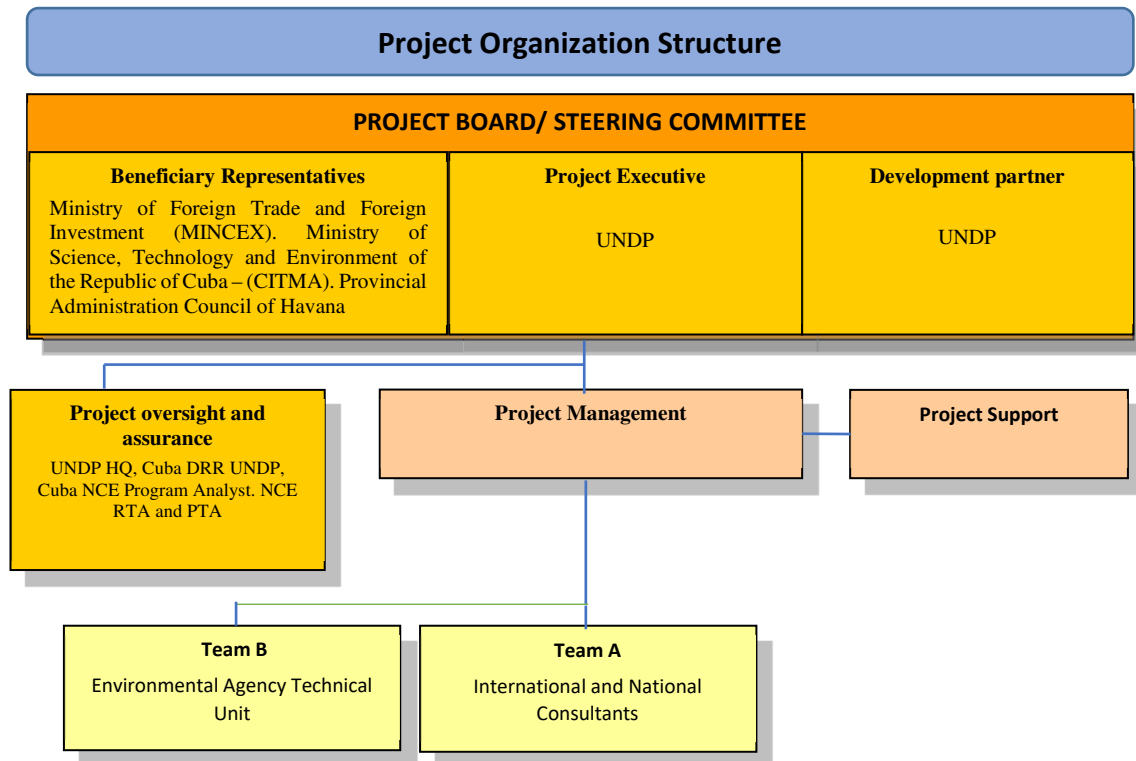 Project Organization Structure
PROJECT BOARD/ STEERING COMMITTEE
Beneficiary Representatives
Ministry of Foreign Trade and Foreign
Investment (MINCEX). Ministry of
Science, Technology and Environment of
the Republic of Cuba – (CITMA). Provincial
Administration Council of Havana
Project Executive
UNDP
Development partner
UNDP
Project oversight and
assurance
UNDP HQ, Cuba DRR UNDP,
Cuba NCE Program Analyst. NCE
RTA and PTA
Project Management
Project Support
Team B
Environmental Agency Technical
Unit
Team A
International and National
Consultants